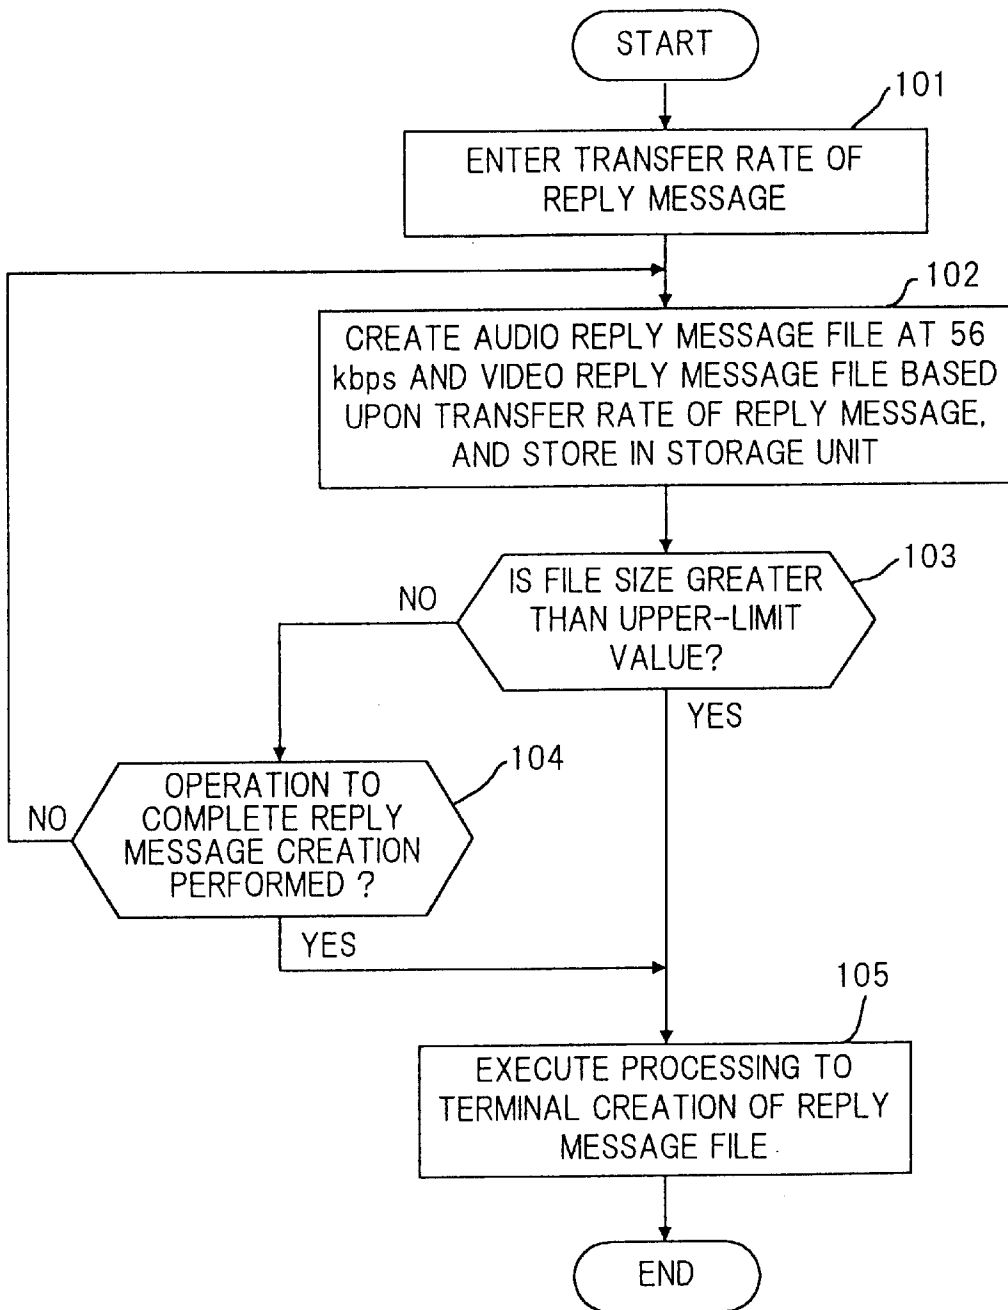 START
101
ENTER TRANSFER RATE OF
REPLY MESSAGE
102
CREATE AUDIO REPLY MESSAGE FILE AT 56
kbps AND VIDEO REPLY MESSAGE FILE BASED
UPON TRANSFER RATE OF REPLY MESSAGE,
AND STORE IN STORAGE UNIT
103
IS FILE SIZE GREATER
THAN UPPER-LIMIT
VALUE?
NO
YES
104
OPERATION TO
COMPLETE REPLY
MESSAGE CREATION
PERFORMED ?
NO
YES
105
EXECUTE PROCESSING TO
TERMINAL CREATION OF REPLY
MESSAGE FILE
END